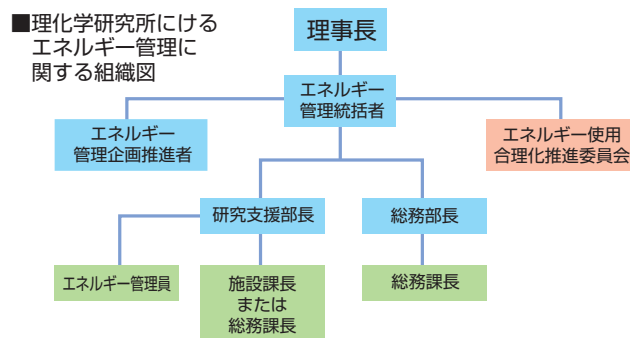 ■理化学研究所にける
エネルギー管理に
関する組織図
理事長
エネルギー
管理統括者
エネルギー
管理企画推進者
エネルギー使用
合理化推進委員会
研究支援部長
総務部長
エネルギー管理員
施設課長
または
総務課長
総務課長